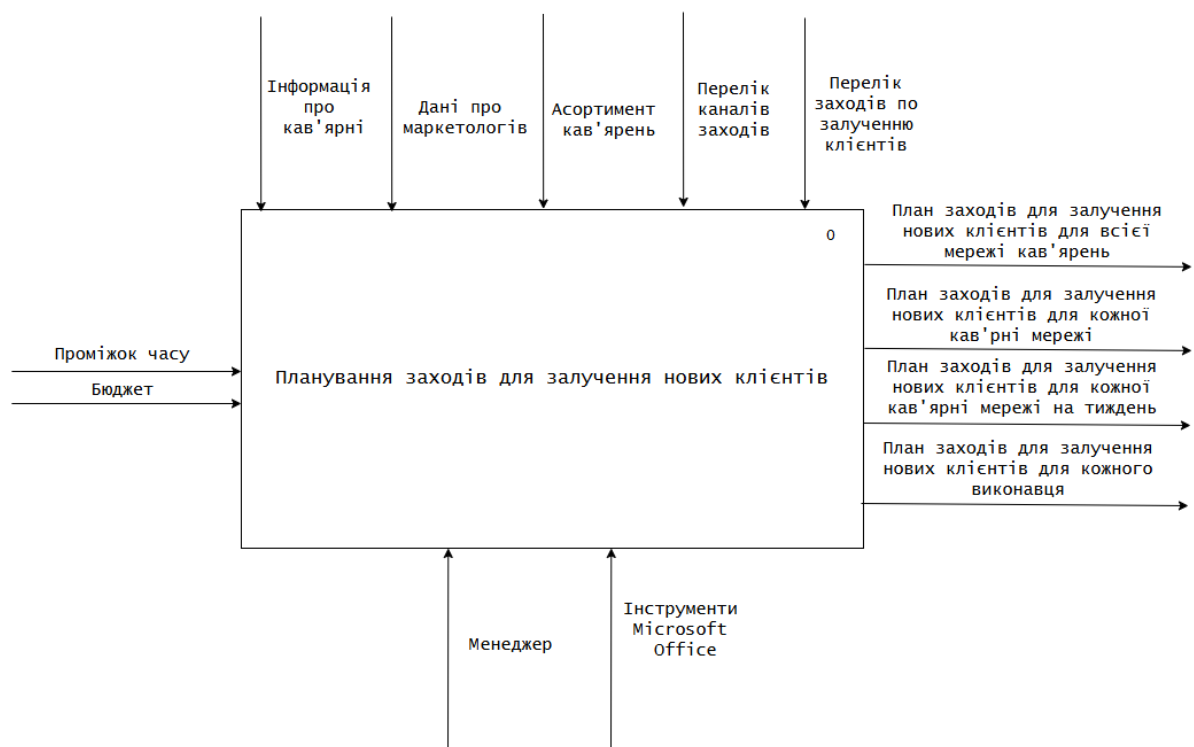 Інформація
про
кав'ярні
Дані про
маркетологів
Асортимент
кав'ярень
Перелік
каналів
заходів
Перелік
заходів по
залученню
клієнтів
0
План заходів для залучення
нових клієнтів для всієї
мережі кав'ярень
План заходів для залучення
нових клієнтів для кожної
кав'рні мережі
План заходів для залучення
нових клієнтів для кожної
кав'ярні мережі на тиждень
План заходів для залучення
нових клієнтів для кожного
виконавця
Проміжок часу
Бюджет
Планування заходів для залучення нових клієнтів
Менеджер
Інструменти
Microsoft
Office